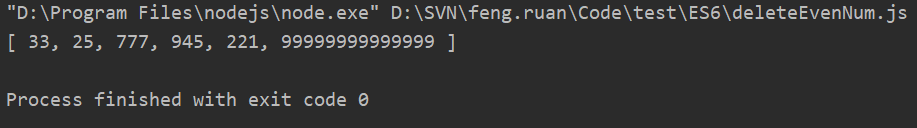 "D:\Program Files\nodejs\node.exe" D:\SVN\feng.ruan\Code\test\ES6\deleteEvenNum.js
[ 33, 25, 777, 945, 221, 99999999999999 ]
Process finished with exit code 0